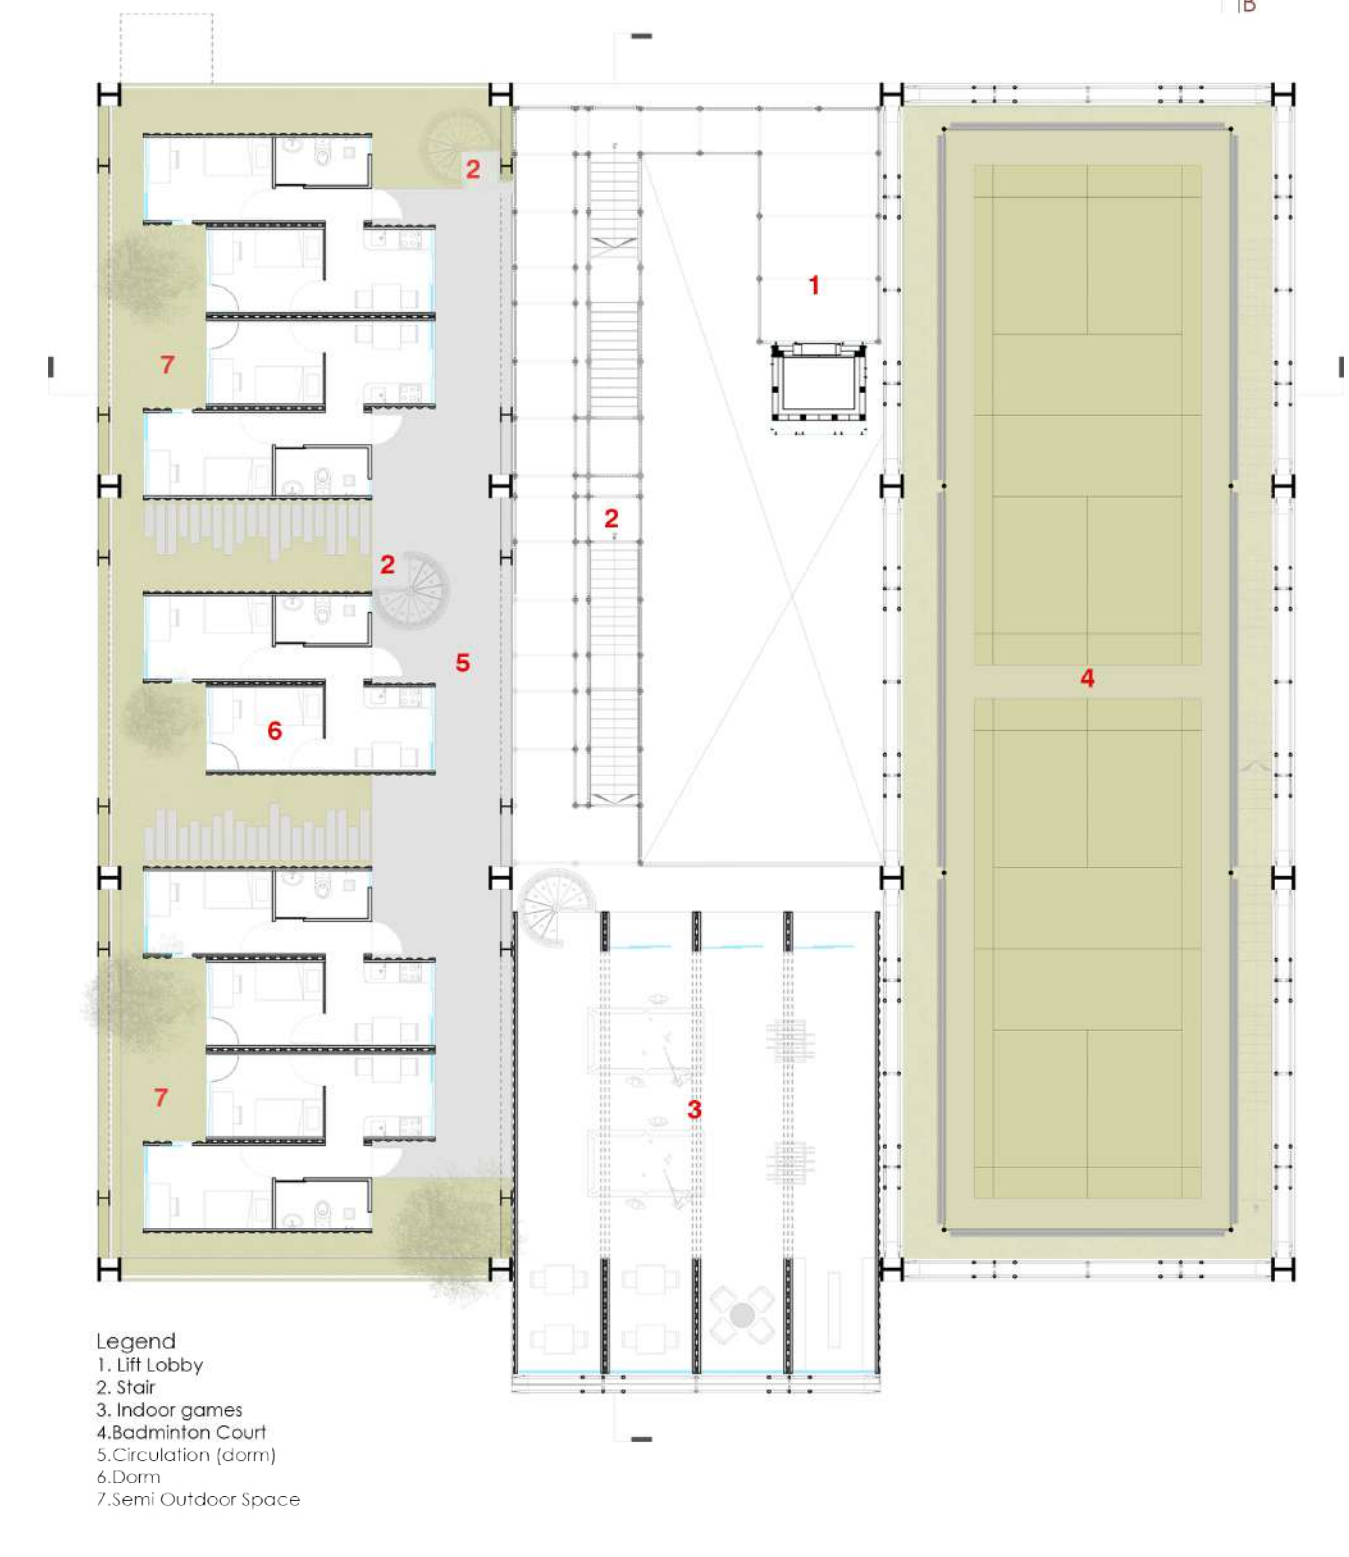 B
2
1
7
2
2
5
4
6
7
3
Legend
1. Lift Lobby
2. Stair
3. Indoor games
4.Badminton Court
5.Circulation (dorm)
6.Dorm
7.Semi Outdoor Space